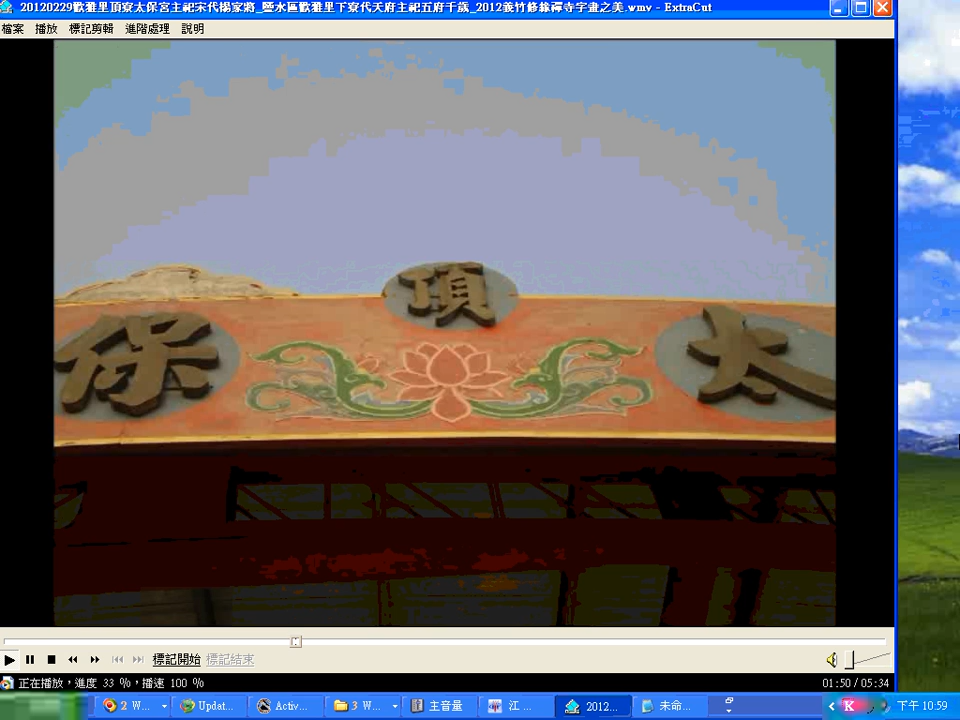 20120229歡雅里頂寮太保宮主祀宋代楊家將_鹽水區歡雅里下寮代天府主祀五府千歲_2012義竹修緣禪寺字畫之美.wmv - ExtraCut
檔案 播放 標記剪輯 進階處理 說明
頂
保 太
標記開始 標記結束
正在播放，進度 33 %，播速 100 %
01:50 / 05:34
2 W... Updat... Activ... 3 W... 主音量 江... 2012... 未命... K 下午 10:59